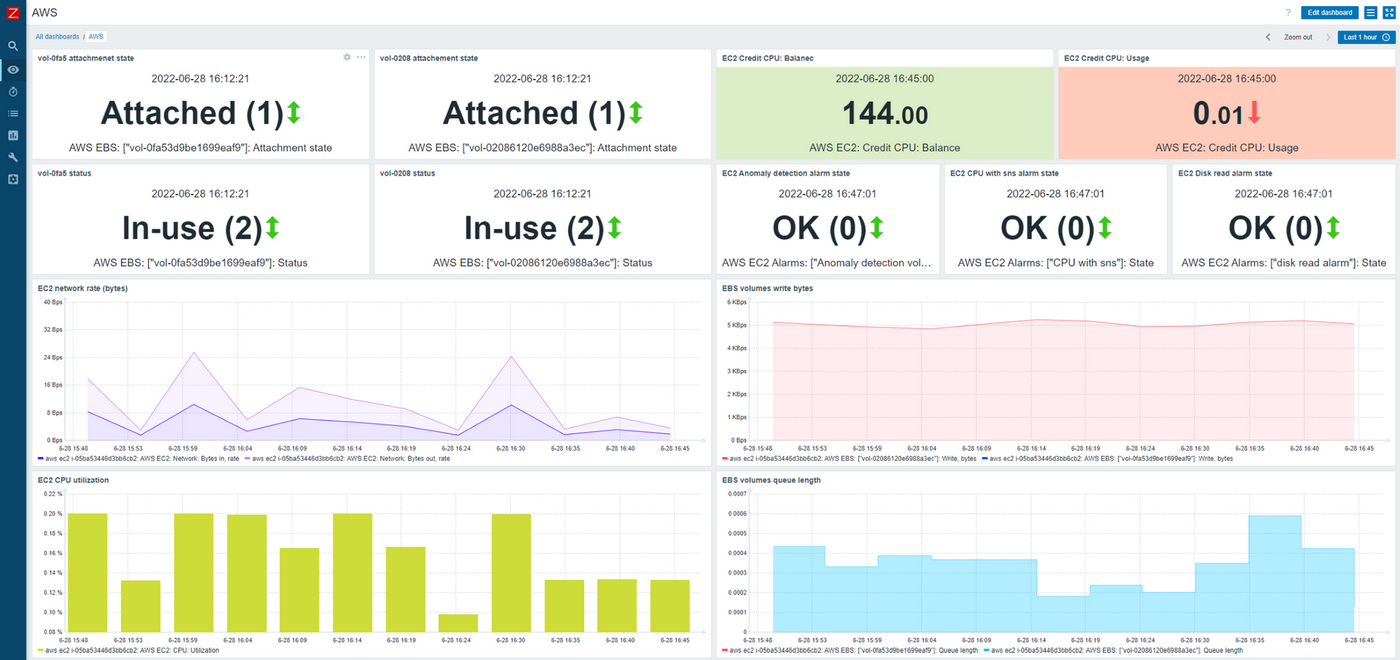 Z
AWS
?
Edit dashboard
All dashboards / AWS
Zoom out
Last 1 hour
vol-0fa5 attachmenet state
2022-06-28 16:12:21
Attached (1)
AWS EBS: ["vol-0fa53d9be1699eaf9"]: Attachment state
vol-0208 attachement state
2022-06-28 16:12:21
Attached (1)
AWS EBS: ["vol-02086120e6988a3ec"]: Attachment state
EC2 Credit CPU: Balanec
2022-06-28 16:45:00
144.00
AWS EC2: Credit CPU: Balance
EC2 Credit CPU: Usage
2022-06-28 16:45:00
0.01
AWS EC2: Credit CPU: Usage
vol-0fa5 status
2022-06-28 16:12:21
In-use (2)
AWS EBS: ["vol-0fa53d9be1699eaf9"]: Status
vol-0208 status
2022-06-28 16:12:21
In-use (2)
AWS EBS: ["vol-02086120e6988a3ec"]: Status
EC2 Anomaly detection alarm state
2022-06-28 16:47:01
OK (0)
AWS EC2 Alarms: ["Anomaly detection vol...
EC2 CPU with sns alarm state
2022-06-28 16:47:01
OK (0)
AWS EC2 Alarms: ["CPU with sns"]: State
EC2 Disk read alarm state
2022-06-28 16:47:01
OK (0)
AWS EC2 Alarms: ["disk read alarm"]: State
EC2 network rate (bytes)
40 Bps
32 Bps
24 Bps
16 Bps
8 Bps
0 Bps
6-28 15:48 6-28 15:53 6-28 15:59 6-28 16:04 6-28 16:09 6-28 16:14 6-28 16:19 6-28 16:24 6-28 16:30 6-28 16:35 6-28 16:40 6-28 16:45
aws ec2 i-05ba53446d3bb6cb2: AWS EC2: Network: Bytes in, rate aws ec2 i-05ba53446d3bb6cb2: AWS EC2: Network: Bytes out, rate
EBS volumes write bytes
6 KBps
5 KBps
4 KBps
3 KBps
2 KBps
1 KBps
0 Bps
6-28 15:48 6-28 15:53 6-28 15:59 6-28 16:04 6-28 16:09 6-28 16:14 6-28 16:19 6-28 16:24 6-28 16:30 6-28 16:35 6-28 16:40 6-28 16:45
aws ec2 i-05ba53446d3bb6cb2: AWS EBS: ["vol-02086120e6988a3ec"]: Write, bytes aws ec2 i-05ba53446d3bb6cb2: AWS EBS: ["vol-0fa53d9be1699eaf9"]: Write, bytes
EC2 CPU utilization
0.22 %
0.20 %
0.18 %
0.16 %
0.14 %
0.12 %
0.10 %
0.08 %
6-28 15:48 6-28 15:53 6-28 15:59 6-28 16:04 6-28 16:09 6-28 16:14 6-28 16:19 6-28 16:24 6-28 16:30 6-28 16:35 6-28 16:40 6-28 16:45
aws ec2 i-05ba53446d3bb6cb2: AWS EC2: CPU: Utilization
EBS volumes queue length
0.0007
0.0006
0.0005
0.0004
0.0003
0.0002
0.0001
0
6-28 15:48 6-28 15:53 6-28 15:59 6-28 16:04 6-28 16:09 6-28 16:14 6-28 16:19 6-28 16:24 6-28 16:30 6-28 16:35 6-28 16:40 6-28 16:45
aws ec2 i-05ba53446d3bb6cb2: AWS EBS: ["vol-0fa53d9be1699eaf9"]: Queue length aws ec2 i-05ba53446d3bb6cb2: AWS EBS: ["vol-02086120e6988a3ec"]: Queue length